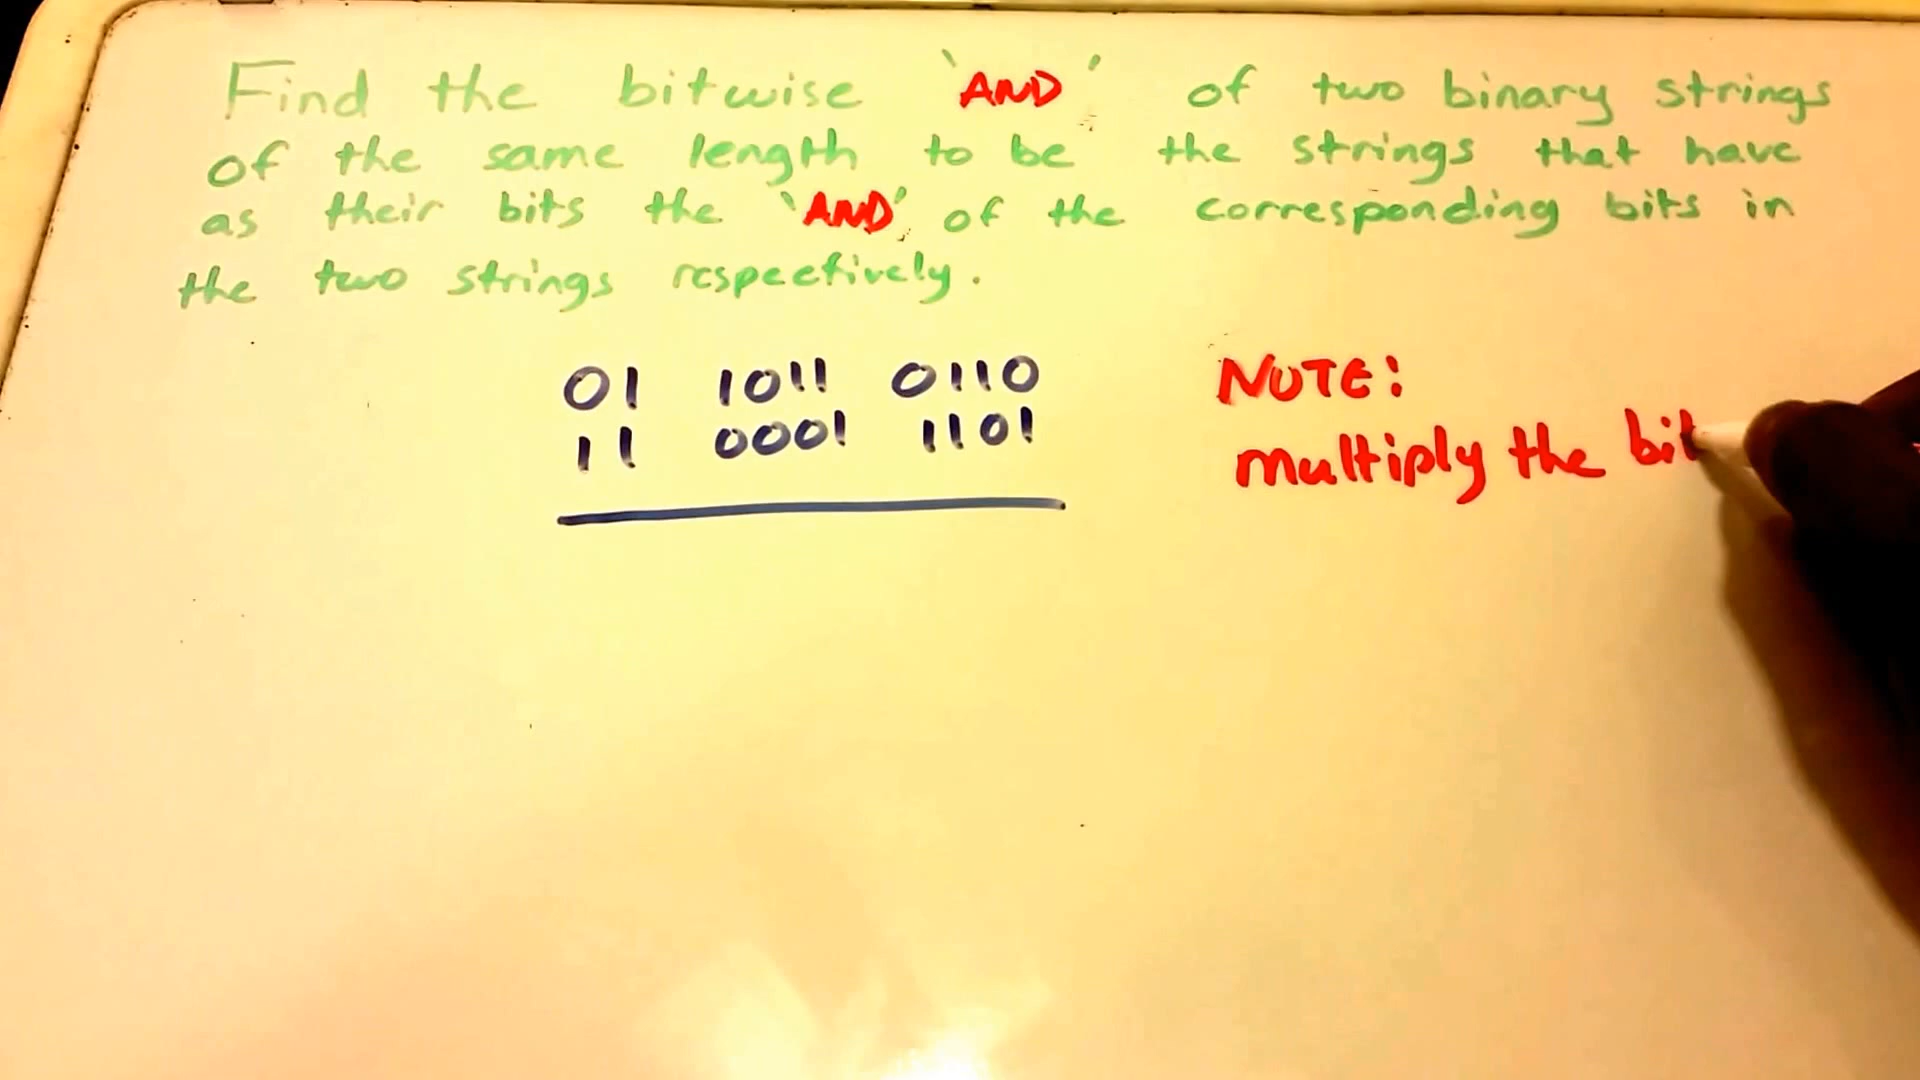 Find the bitwise 'AND' of two binary strings
of the same length to be the strings that have
as their bits the 'AND' of the corresponding bits in
the two strings respectively.
01 1011 0110
11 0001 1101
NOTE:
multiply the bit